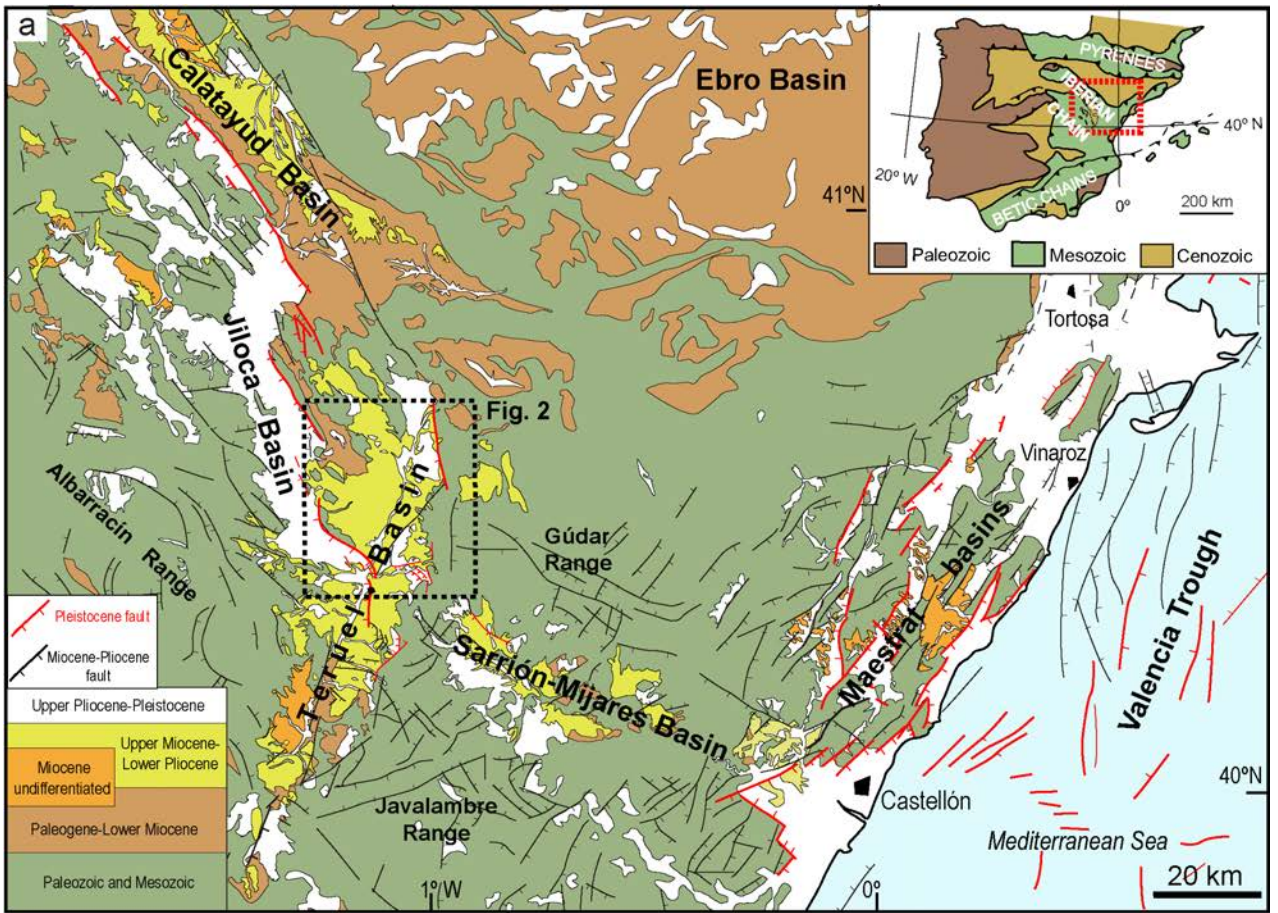 a
Calatayud Basin
Ebro Basin
41ºN
PYRENEES
IBERIAN
CHAIN
40º N
20º W
BETIC CHAINS
0º
200 km
Paleozoic
Mesozoic
Cenozoic
Jiloca Basin
Fig. 2
Tortosa
Vinaroz
Albarracín Range
Teruel Basin
Gúdar
Range
Maestrat basins
Valencia Trough
Sarrión-Mijares Basin
Javalambre
Range
Castellón
40ºN
Mediterranean Sea
1º W
0º
20 km
Pleistocene fault
Miocene-Pliocene
fault
Upper Pliocene-Pleistocene
Upper Miocene-
Lower Pliocene
Miocene
undifferentiated
Paleogene-Lower Miocene
Paleozoic and Mesozoic